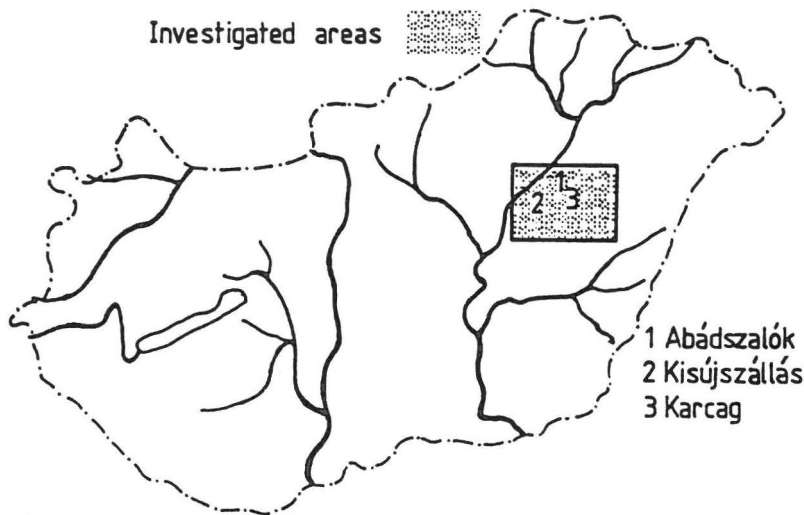 Investigated areas
1
2 3
1 Abádszalók
2 Kisújszállás
3 Karcag